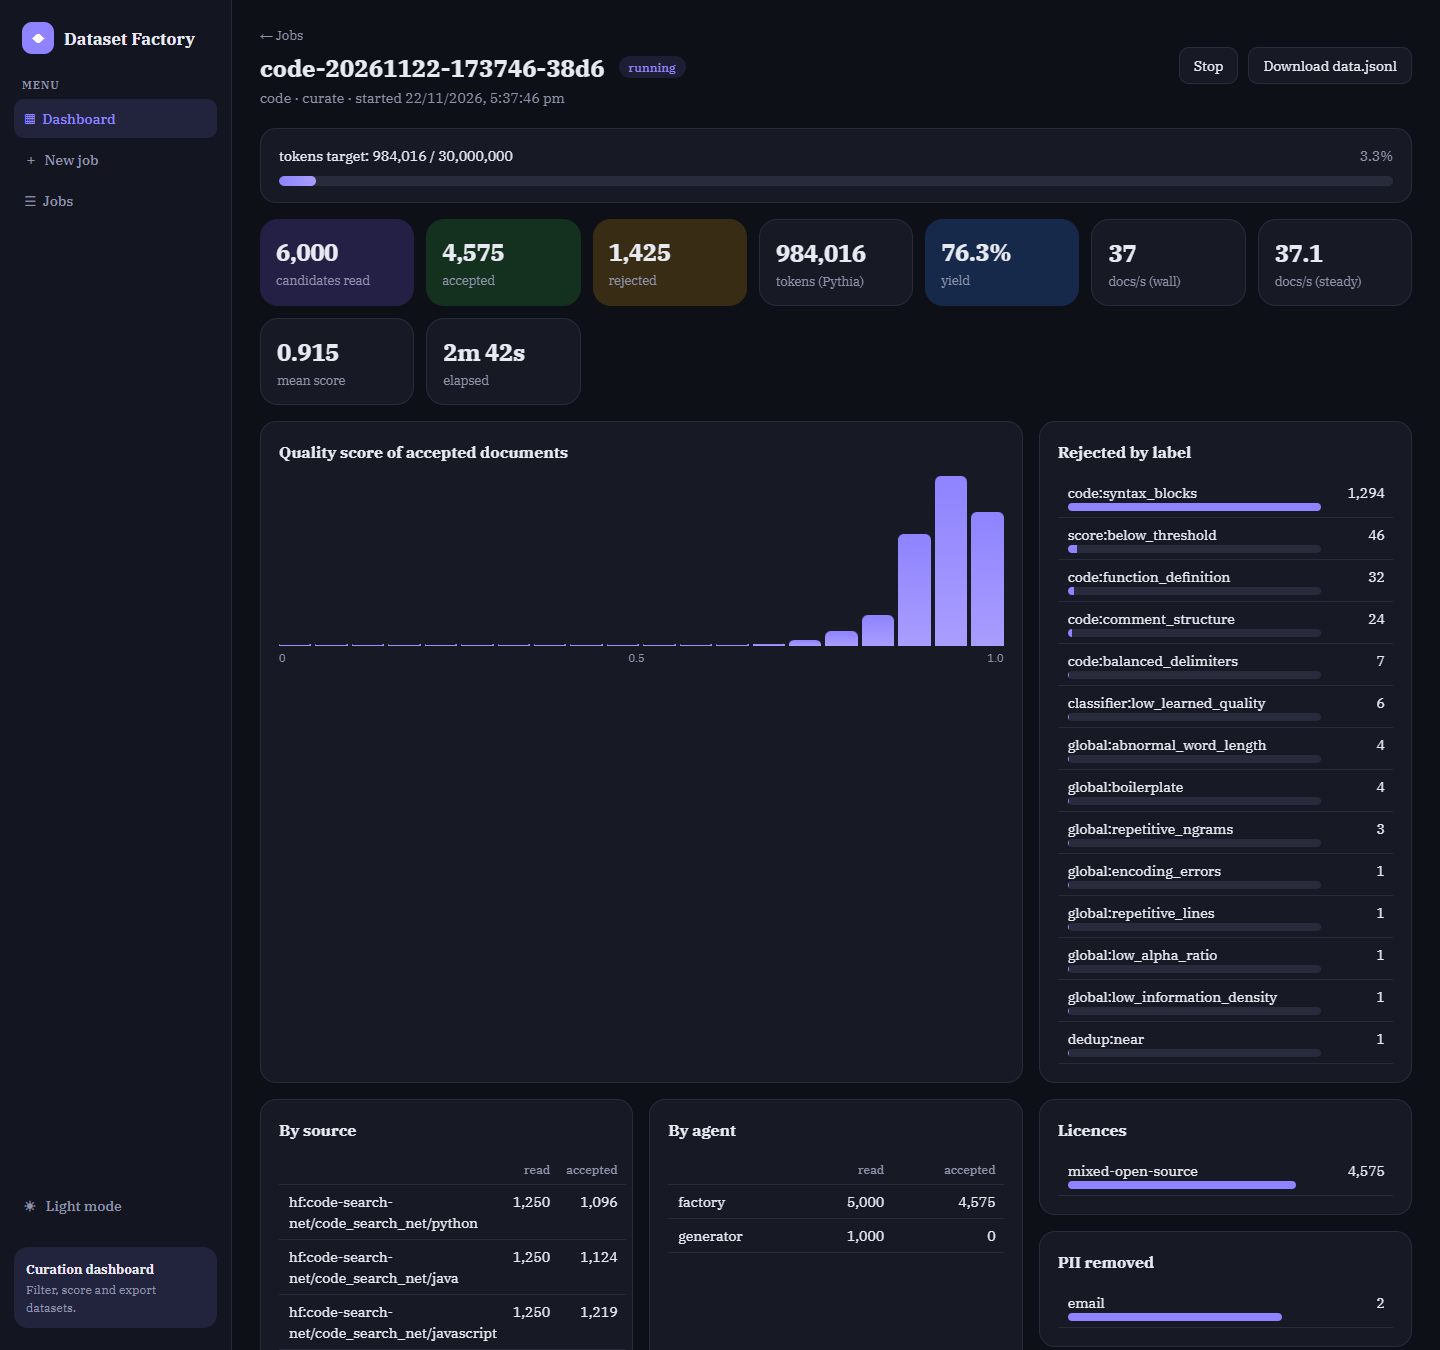 Dataset Factory
MENU
Dashboard
+ New job
Jobs
Light mode
Curation dashboard
Filter, score and export
datasets.
← Jobs
code-20261122-173746-38d6
running
code · curate · started 22/11/2026, 5:37:46 pm
Stop
Download data.jsonl
tokens target: 984,016 / 30,000,000
3.3%
6,000
candidates read
4,575
accepted
1,425
rejected
984,016
tokens (Pythia)
76.3%
yield
37
docs/s (wall)
37.1
docs/s (steady)
0.915
mean score
2m 42s
elapsed
Quality score of accepted documents
0 0.5 1.0
Rejected by label
code:syntax_blocks 1,294
score:below_threshold 46
code:function_definition 32
code:comment_structure 24
code:balanced_delimiters 7
classifier:low_learned_quality 6
global:abnormal_word_length 4
global:boilerplate 4
global:repetitive_ngrams 3
global:encoding_errors 1
global:repetitive_lines 1
global:low_alpha_ratio 1
global:low_information_density 1
dedup:near 1
By source
read accepted
hf:code-search- 1,250 1,096
net/code_search_net/python
hf:code-search- 1,250 1,124
net/code_search_net/java
hf:code-search- 1,250 1,219
net/code_search_net/javascript
By agent
read accepted
factory 5,000 4,575
generator 1,000 0
Licences
mixed-open-source 4,575
PII removed
email 2